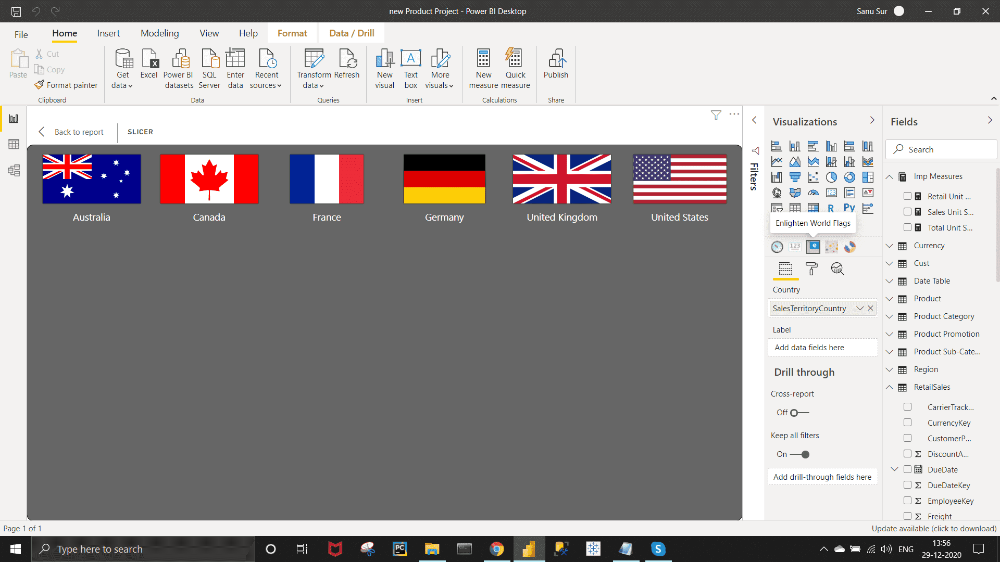 new Product Project - Power BI Desktop
Sanu Sur
File
Home
Insert
Modeling
View
Help
Format
Data / Drill
Paste
Cut
Copy
Format painter
Clipboard
Get
data
Excel
Power BI
datasets
SQL
Server
Enter
data
Recent
sources
Data
Transform
data
Refresh
Queries
New
visual
A
Text
box
More
visuals
Insert
New
measure
Quick
measure
Calculations
Publish
Share
Back to report
SLICER
Australia
Canada
France
Germany
United Kingdom
United States
Filters
Visualizations
123
R
Py
Enlighten World Flags
123
e
Country
SalesTerritoryCountry
Label
Add data fields here
Drill through
Cross-report
Off
Keep all filters
On
Add drill-through fields here
Fields
Search
Imp Measures
Retail Unit ...
Sales Unit S...
Total Unit S...
Currency
Cust
Date Table
Product
Product Category
Product Promotion
Product Sub-Cate...
Region
RetailSales
CarrierTrack...
CurrencyKey
CustomerP...
DiscountA...
DueDate
DueDateKey
EmployeeKey
Freight
Page 1 of 1
Update available (click to download)
Type here to search
PC
S
ENG
13:56
29-12-2020